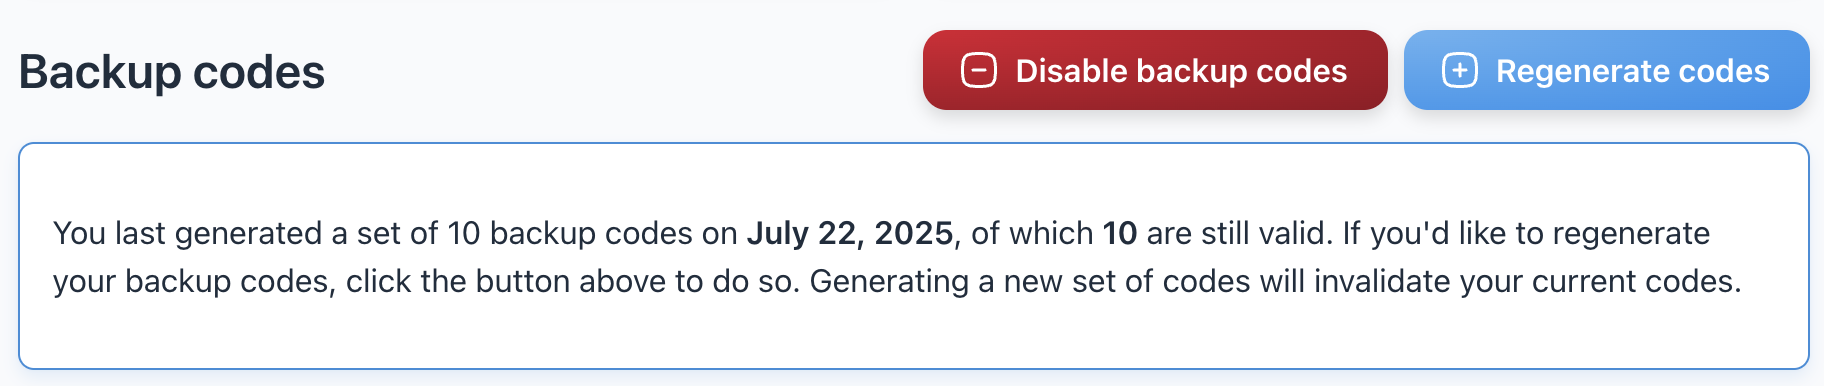 Backup codes
Disable backup codes
Regenerate codes
You last generated a set of 10 backup codes on July 22, 2025, of which 10 are still valid. If you'd like to regenerate
your backup codes, click the button above to do so. Generating a new set of codes will invalidate your current codes.